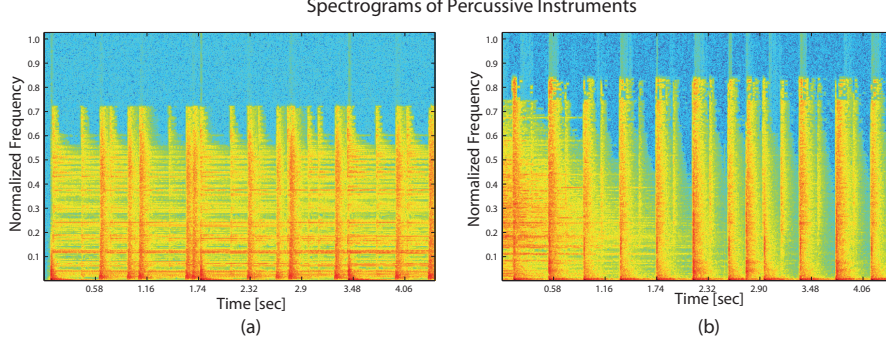 Spectrograms of Percussive Instruments
Normalized Frequency
1.0
0.9
0.8
0.7
0.6
0.5
0.4
0.3
0.2
0.1
0.58 1.16 1.74 2.32 2.9 3.48 4.06
Time [sec]
(a)
Normalized Frequency
1.0
0.9
0.8
0.7
0.6
0.5
0.4
0.3
0.2
0.1
0.58 1.16 1.74 2.32 2.90 3.48 4.06
Time [sec]
(b)